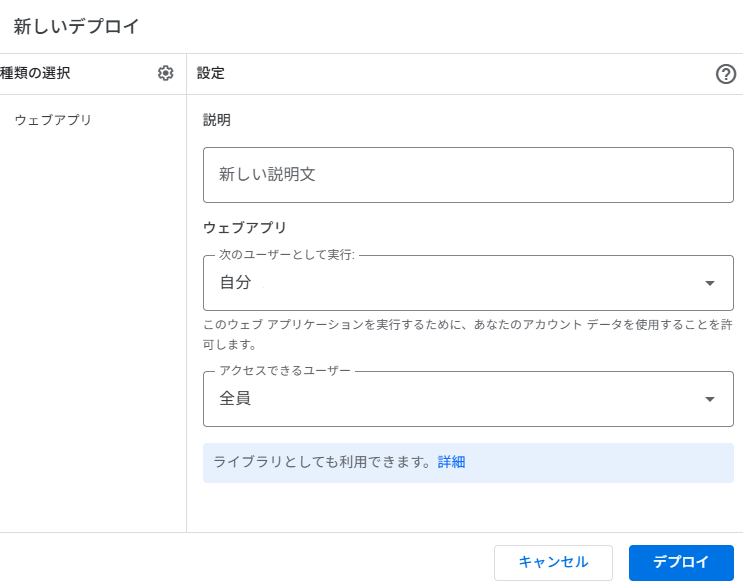 新しいデプロイ
種類の選択
設定
ウェブアプリ
説明
新しい説明文
ウェブアプリ
次のユーザーとして実行:
自分
このウェブ アプリケーションを実行するために、あなたのアカウント データを使用することを許
可します。
アクセスできるユーザー
全員
ライブラリとしても利用できます。詳細
キャンセル
デプロイ